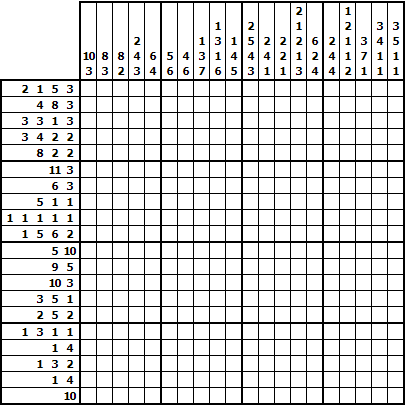 2 1
1 2 1 2 3 3
2 1 3 1 5 2 2 2 6 2 1 3 4 5
10 8 8 4 6 5 4 3 1 4 4 4 2 1 2 4 1 7 1 1
3 3 2 3 4 6 6 7 6 5 3 1 1 3 4 4 2 1 1 1
2 1 5 3
4 8 3
3 3 1 3
3 4 2 2
8 2 2
11 3
6 3
5 1 1
1 1 1 1 1
1 5 6 2
5 10
9 5
10 3
3 5 1
2 5 2
1 3 1 1
1 4
1 3 2
1 4
10